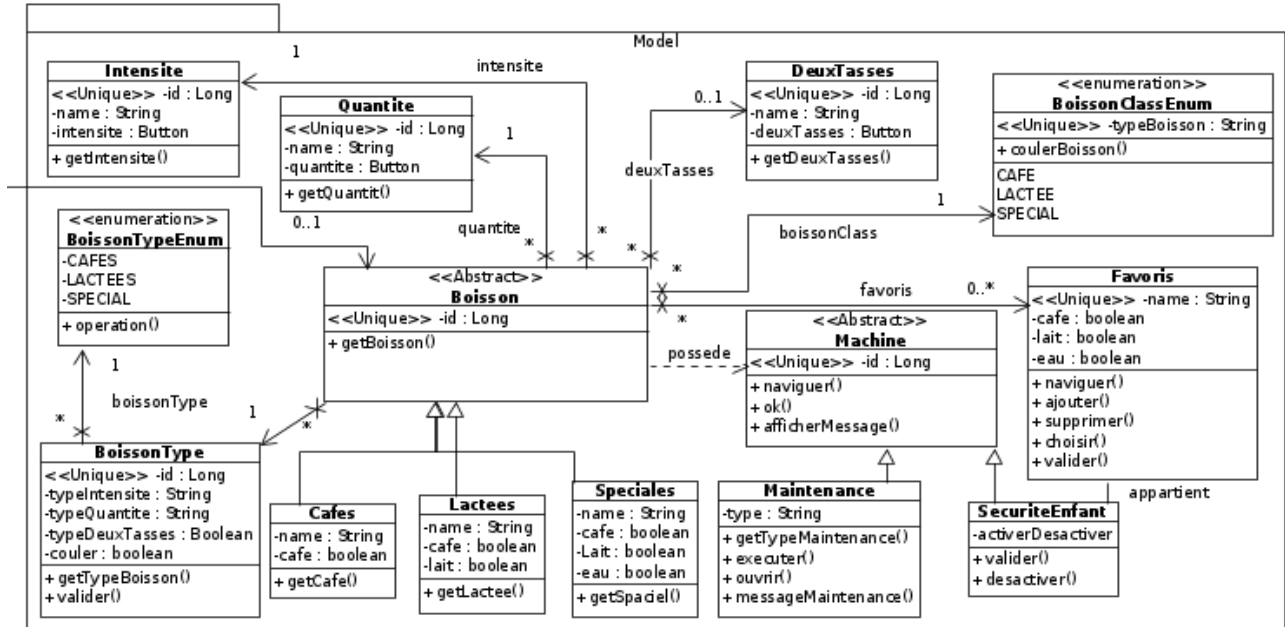 Model
1
intensite
Intensite
<<Unique>> -id : Long
-name : String
-intensite : Button
+ getIntensite()
Quantite
<<Unique>> -id : Long
-name : String
-quantite : Button
+ getQuantit()
1
quantite
*
*
DeuxTasses
<<Unique>> -id : Long
-name : String
-deuxTasses : Button
+ getDeuxTasses()
0..1
deuxTasses
*
<<enumeration>>
BoissonClassEnum
<<Unique>> -typeBoisson : String
+ coulerBoisson()
CAFE
LACTEE
SPECIAL
1
boissonClass
*
0..1
<<enumeration>>
BoissonTypeEnum
-CAFES
-LACTEES
-SPECIAL
+ operation()
1
boissonType
*
<<Abstract>>
Boisson
<<Unique>> -id : Long
+ getBoisson()
favoris
0..*
*
possede
<<Abstract>>
Machine
<<Unique>> -id : Long
+ naviguer()
+ ok()
+ afficherMessage()
Favoris
<<Unique>> -name : String
-cafe : boolean
-lait : boolean
-eau : boolean
+ naviguer()
+ ajouter()
+ supprimer()
+ choisir()
+ valider()
appartient
1
*
BoissonType
<<Unique>> -id : Long
-typeIntensite : String
-typeQuantite : String
-typeDeuxTasses : Boolean
-couler : boolean
+ getTypeBoisson()
+ valider()
Cafes
-name : String
-cafe : boolean
+ getCafe()
Lactees
-name : String
-cafe : boolean
-lait : boolean
+ getLactee()
Speciales
-name : String
-cafe : boolean
-Lait : boolean
-eau : boolean
+ getSpaciel()
Maintenance
-type : String
+ getTypeMaintenance()
+ executer()
+ ouvrir()
+ messageMaintenance()
SecuriteEnfant
-activerDesactiver
+ valider()
+ desactiver()